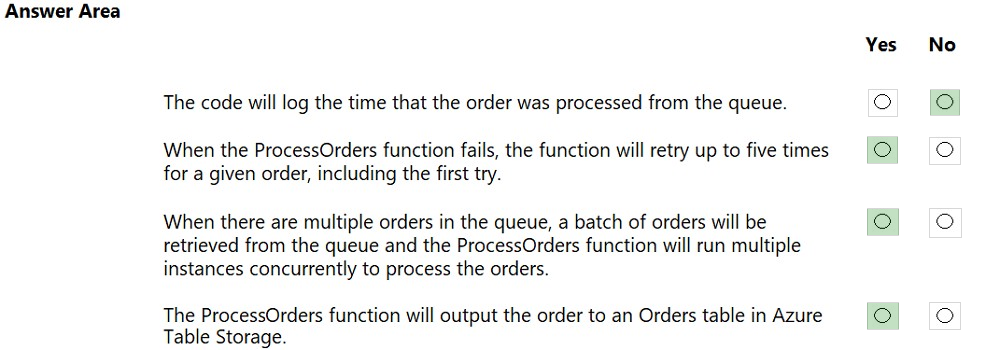 Answer Area
Yes No
The code will log the time that the order was processed from the queue.
When the ProcessOrders function fails, the function will retry up to five times
for a given order, including the first try.
When there are multiple orders in the queue, a batch of orders will be
retrieved from the queue and the ProcessOrders function will run multiple
instances concurrently to process the orders.
The ProcessOrders function will output the order to an Orders table in Azure
Table Storage.